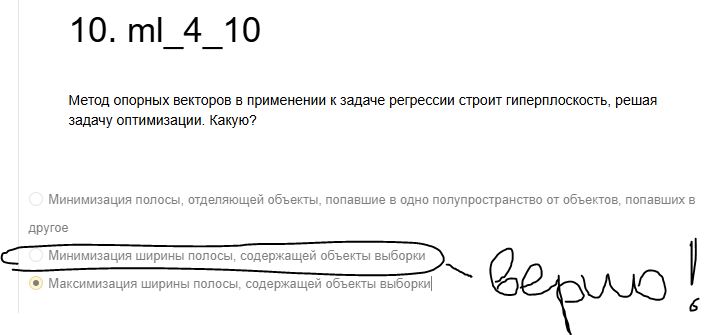 10. ml_4_10
Метод опорных векторов в применении к задаче регрессии строит гиперплоскость, решая
задачу оптимизации. Какую?
Минимизация полосы, отделяющей объекты, попавшие в одно полупространство от объектов, попавших в
другое
Минимизация ширины полосы, содержащей объекты выборки
Максимизация ширины полосы, содержащей объекты выборки
верно!